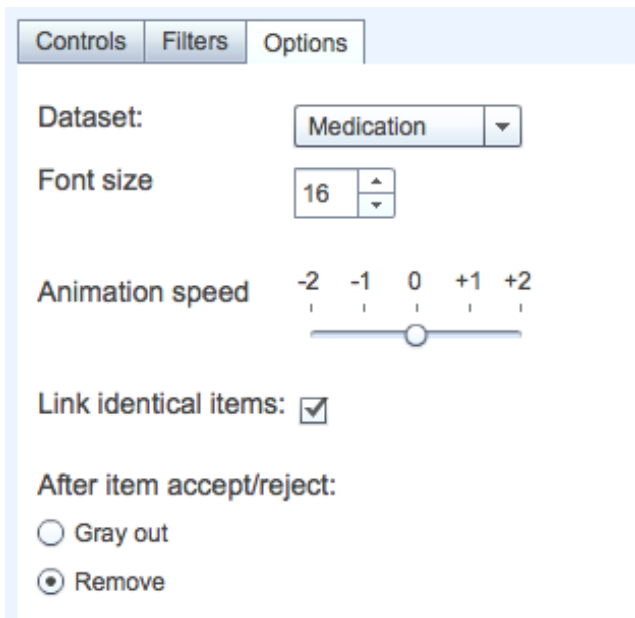 Controls Filters Options
Dataset: Medication
Font size 16
-2 -1 0 +1 +2
Animation speed
Link identical items:
After item accept/reject:
Gray out
Remove